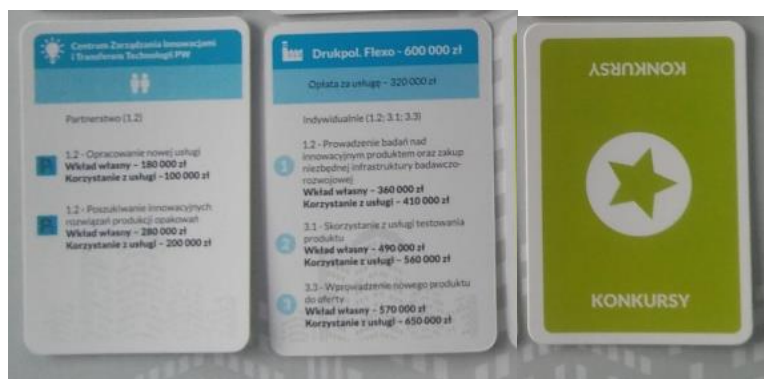 Centrum Zarządzania Innowacjami
i Transferem Technologii PW
Partnerstwo (1.2)
1.2 - Opracowanie nowej usługi
Wkład własny – 180 000 zł
Korzystanie z usługi -100 000 zł
1.2 - Poszukiwanie innowacyjnych
rozwiązań produkcji opakowań
Wkład własny – 280 000 zł
Korzystanie z usługi – 200 000 zł
Drukpol. Flexo - 600 000 zł
Opłata za usługę – 320 000 zł
Indywidualnie (1.2; 3.1; 3.3)
1
1.2 - Prowadzenie badań nad
innowacyjnym produktem oraz zakup
niezbędnej infrastruktury badawczo-
rozwojowej
Wkład własny – 360 000 zł
Korzystanie z usługi – 410 000 zł
2
3.1 - Skorzystanie z usługi testowania
produktu
Wkład własny – 490 000 zł
Korzystanie z usługi – 560 000 zł
3
3.3 – Wprowadzenie nowego produktu
do oferty
Wkład własny – 570 000 zł
Korzystanie z usługi – 650 000 zł
KONKURSY
KONKURSY